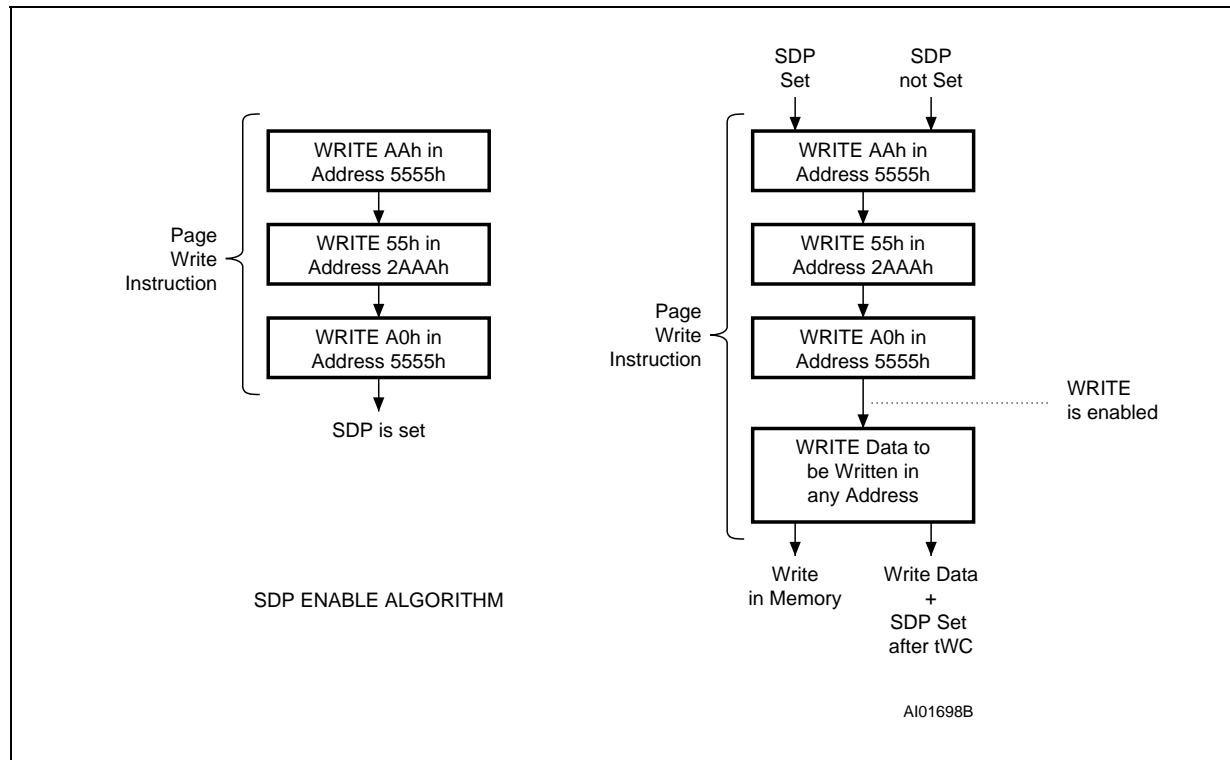 Page
Write
Instruction
WRITE AAh in
Address 5555h
WRITE 55h in
Address 2AAAh
WRITE A0h in
Address 5555h
SDP is set
SDP ENABLE ALGORITHM
SDP
Set
SDP
not Set
Page
Write
Instruction
WRITE AAh in
Address 5555h
WRITE 55h in
Address 2AAAh
WRITE A0h in
Address 5555h
WRITE
is enabled
WRITE Data to
be Written in
any Address
Write
in Memory
Write Data
+
SDP Set
after tWC
AI01698B